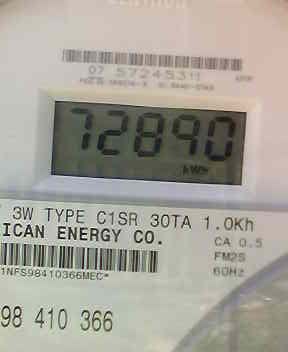 07 57245311
72890
kWh
3W TYPE C1SR 30TA 1.0Kh
ICAN ENERGY CO.
CA 0.5
FM2S
60Hz
1NFS98410366MEC*
98 410 366